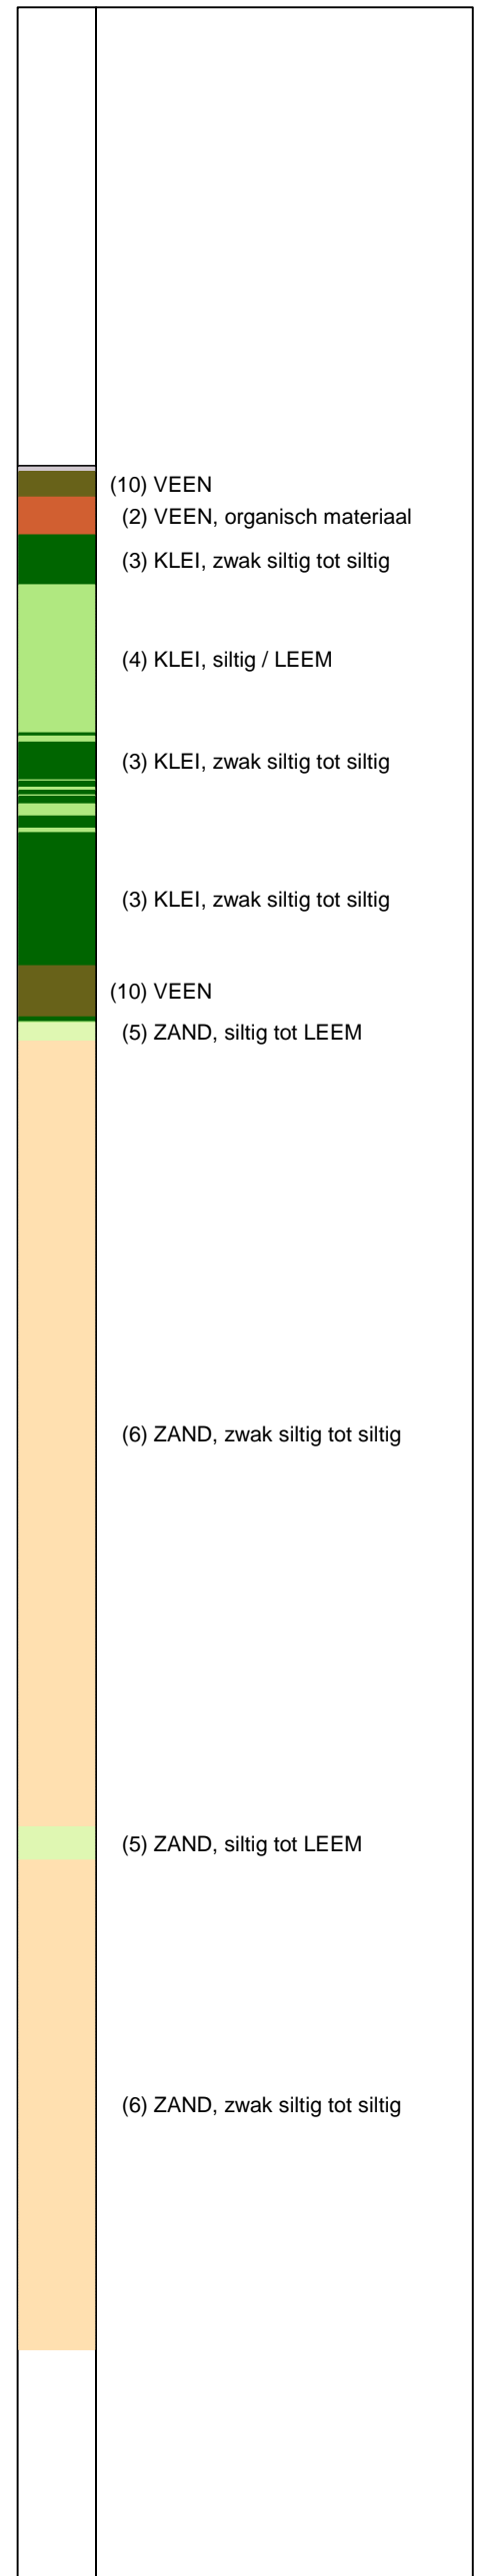 (10) VEEN
(2) VEEN, organisch materiaal
(3) KLEI, zwak siltig tot siltig
(4) KLEI, siltig / LEEM
(3) KLEI, zwak siltig tot siltig
(3) KLEI, zwak siltig tot siltig
(10) VEEN
(5) ZAND, siltig tot LEEM
(6) ZAND, zwak siltig tot siltig
(5) ZAND, siltig tot LEEM
(6) ZAND, zwak siltig tot siltig